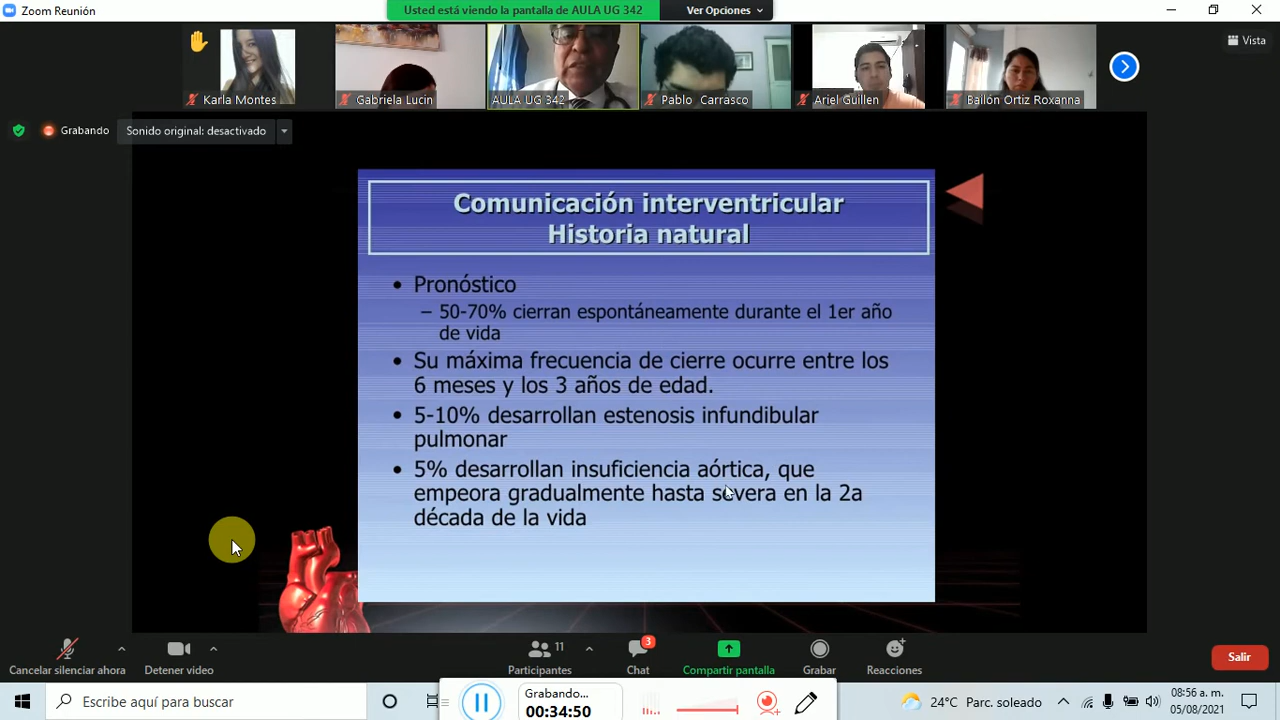 Zoom Reunión
Usted está viendo la pantalla de AULA UG 342
Ver Opciones
Vista
Karla Montes
Gabriela Lucin
AULA UG 342
Pablo Carrasco
Ariel Guillen
Bailón Ortiz Roxanna
Grabando
Sonido original: desactivado
Comunicación interventricular
Historia natural
• Pronóstico
– 50-70% cierran espontáneamente durante el 1er año
de vida
• Su máxima frecuencia de cierre ocurre entre los
6 meses y los 3 años de edad.
• 5-10% desarrollan estenosis infundibular
pulmonar
• 5% desarrollan insuficiencia aórtica, que
empeora gradualmente hasta severa en la 2a
década de la vida
Cancelar silenciar ahora
Detener video
11
Participantes
3
Chat
Compartir pantalla
Grabar
Reacciones
Salir
Escribe aquí para buscar
Grabando...
00:34:50
24°C Parc. soleado
08:56 a. m.
05/08/2021